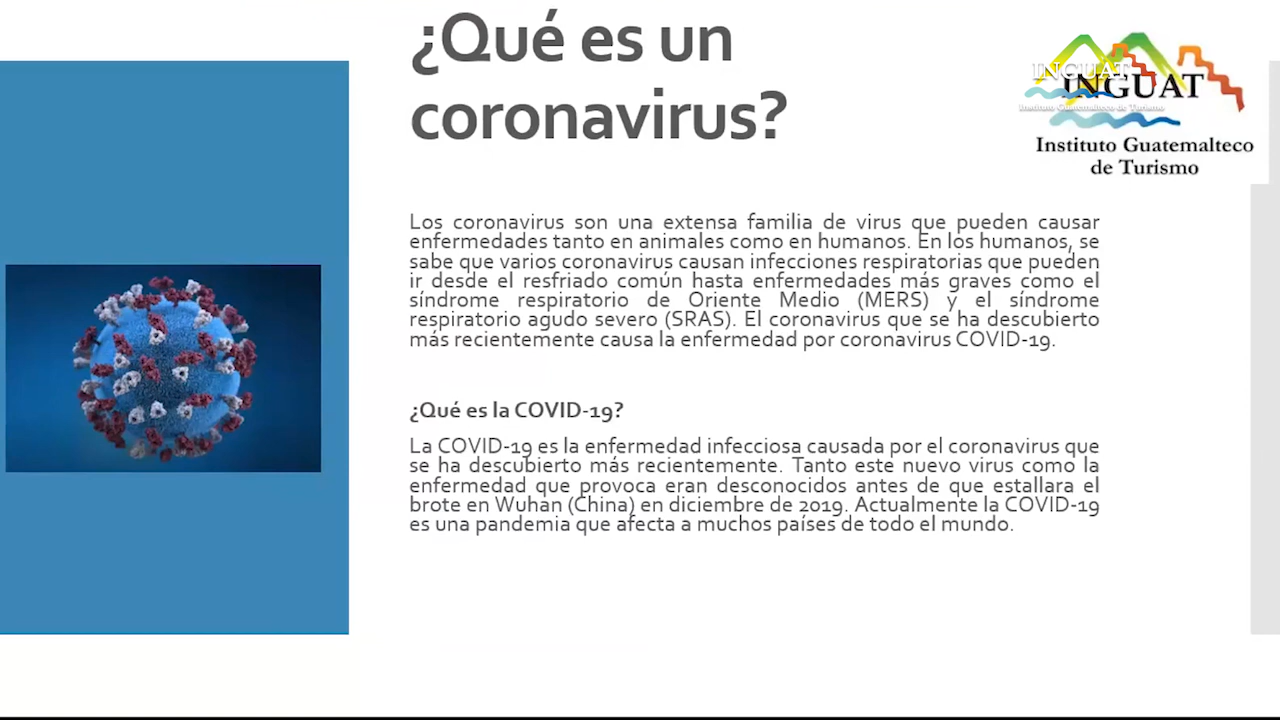 ¿Qué es un
coronavirus?
INGUAT
Instituto Guatemalteco de Turismo
INGUAT
Instituto Guatemalteco
de Turismo
Los coronavirus son una extensa familia de virus que pueden causar
enfermedades tanto en animales como en humanos. En los humanos, se
sabe que varios coronavirus causan infecciones respiratorias que pueden
ir desde el resfriado común hasta enfermedades más graves como el
síndrome respiratorio de Oriente Medio (MERS) y el síndrome
respiratorio agudo severo (SRAS). El coronavirus que se ha descubierto
más recientemente causa la enfermedad por coronavirus COVID-19.
¿Qué es la COVID-19?
La COVID-19 es la enfermedad infecciosa causada por el coronavirus que
se ha descubierto más recientemente. Tanto este nuevo virus como la
enfermedad que provoca eran desconocidos antes de que estallara el
brote en Wuhan (China) en diciembre de 2019. Actualmente la COVID-19
es una pandemia que afecta a muchos países de todo el mundo.